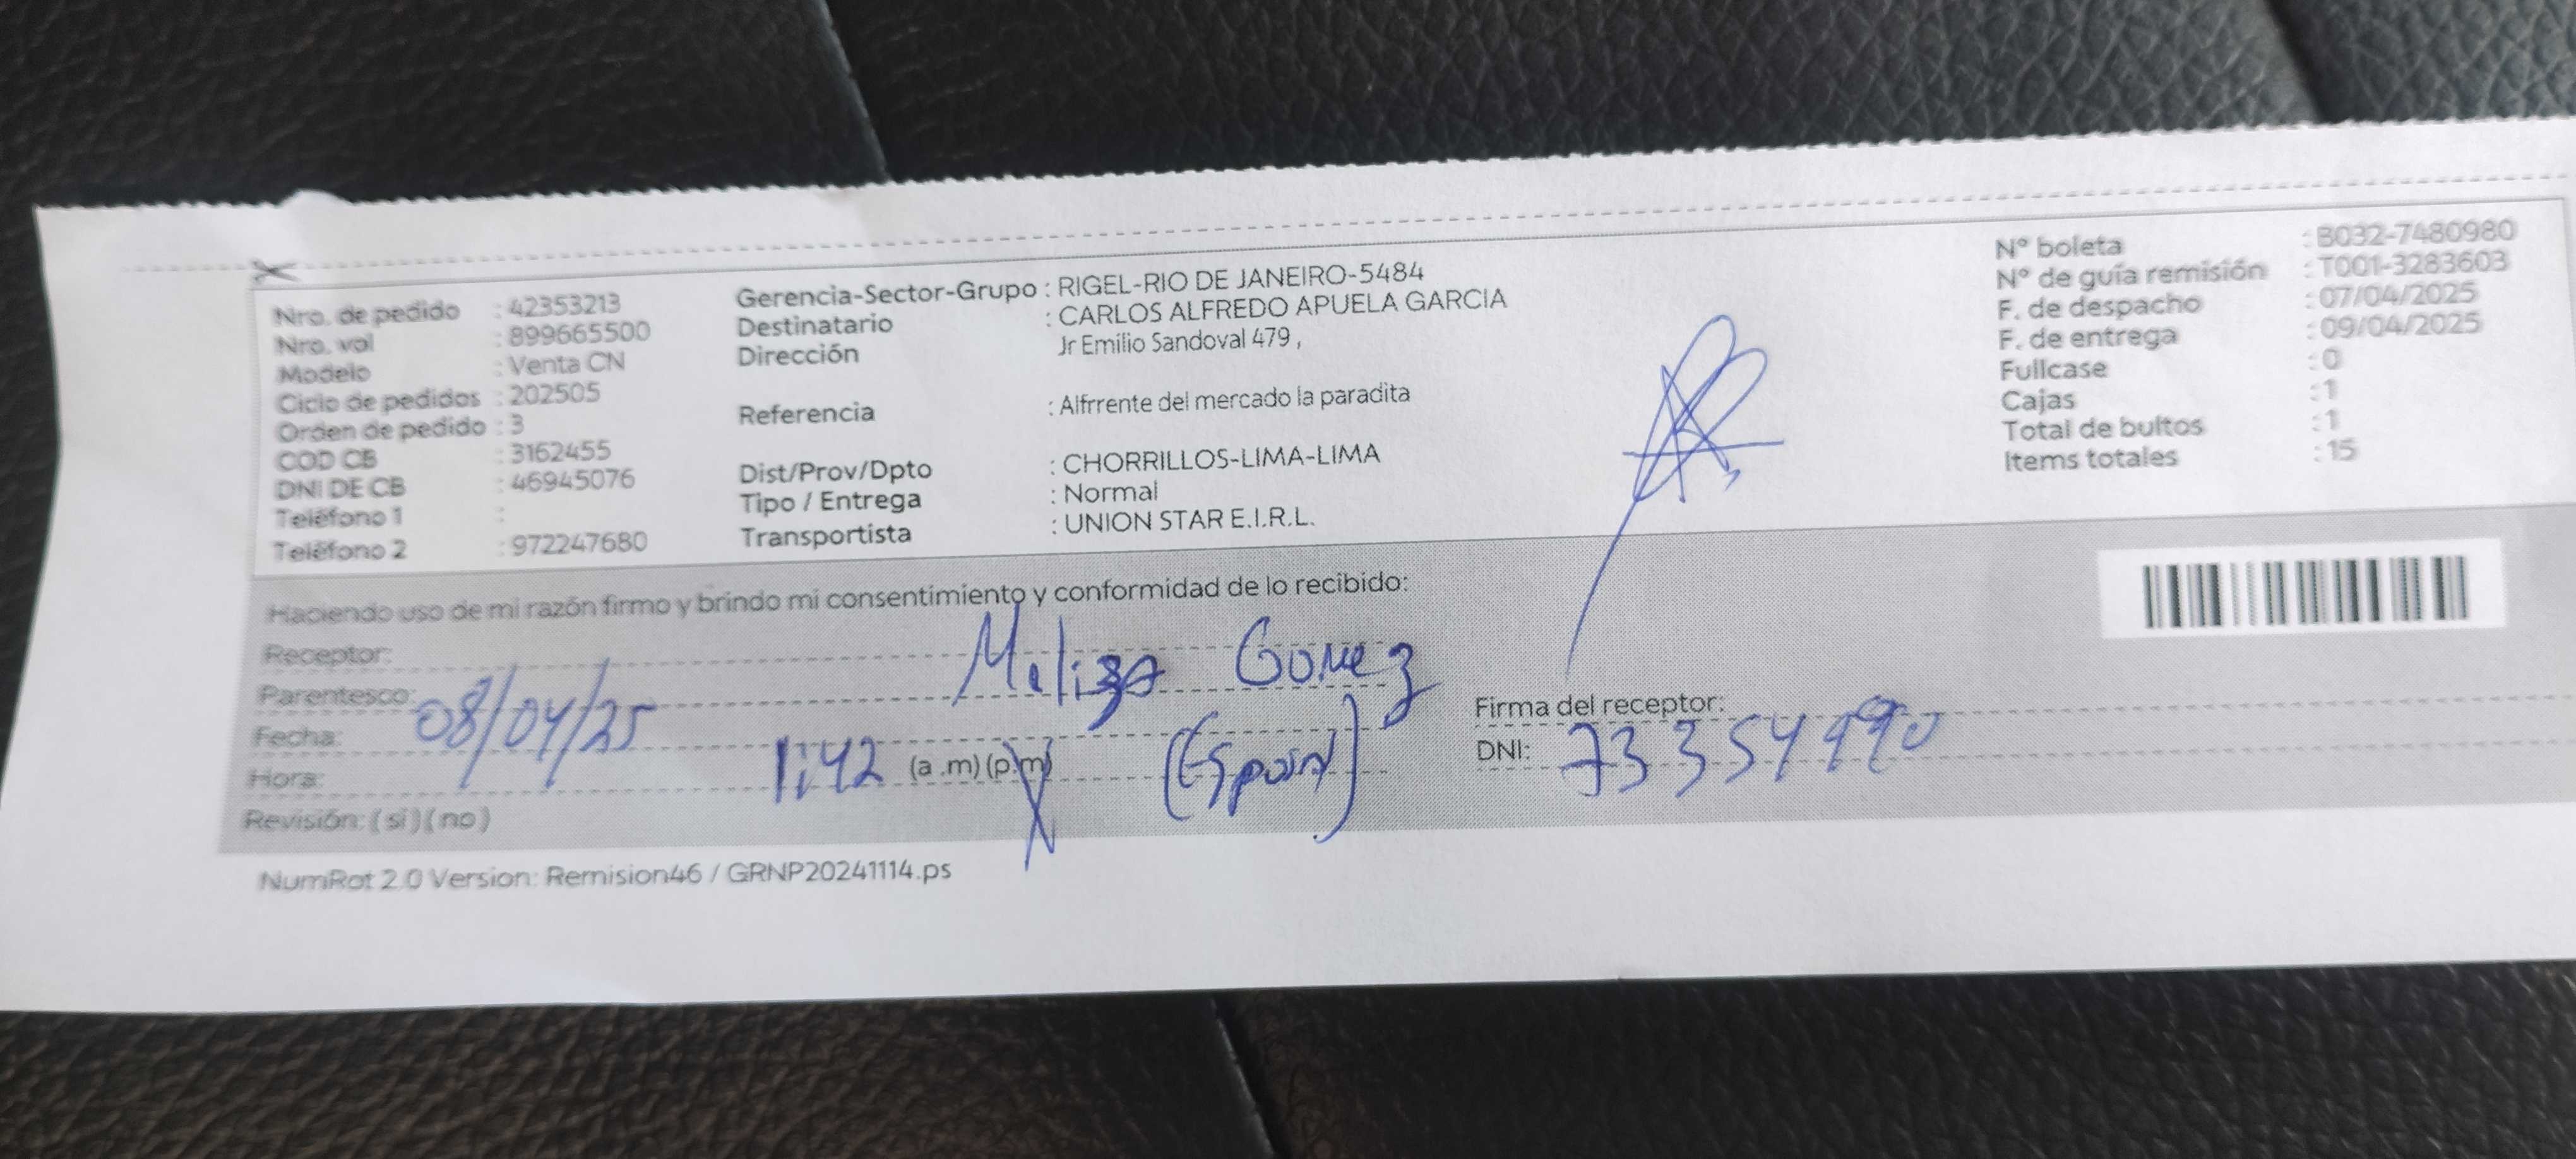 Nro. de pedido : 42353213
Nro. val : 899665500
Modelo : Venta CN
Ciclo de pedidos : 202505
Orden de pedido : 3
COD CB : 3162455
DNI DE CB : 46945076
Teléfono 1 :
Teléfono 2 : 972247680
Gerencia-Sector-Grupo : RIGEL-RIO DE JANEIRO-5484
Destinatario : CARLOS ALFREDO APUELA GARCIA
Dirección Jr Emilio Sandoval 479 ,
Referencia : Alfrrente del mercado la paradita
Dist/Prov/Dpto : CHORRILLOS-LIMA-LIMA
Tipo / Entrega : Normal
Transportista : UNION STAR E.I.R.L.
N° boleta : B032-7480980
N° de guía remisión : T001-3283603
F. de despacho : 07/04/2025
F. de entrega : 09/04/2025
Fullcase : 0
Cajas : 1
Total de bultos : 1
Items totales : 15
Haciendo uso de mi razón firmo y brindo mi consentimiento y conformidad de lo recibido:
Receptor: Meliza Gomez
Parentesco:
Fecha: 08/04/25
Hora: 1:42 (a .m) (p.m)
Revisión: ( si ) ( no )
Firma del receptor:
DNI:
NumRot 2.0 Version: Remision46 / GRNP20241114.ps